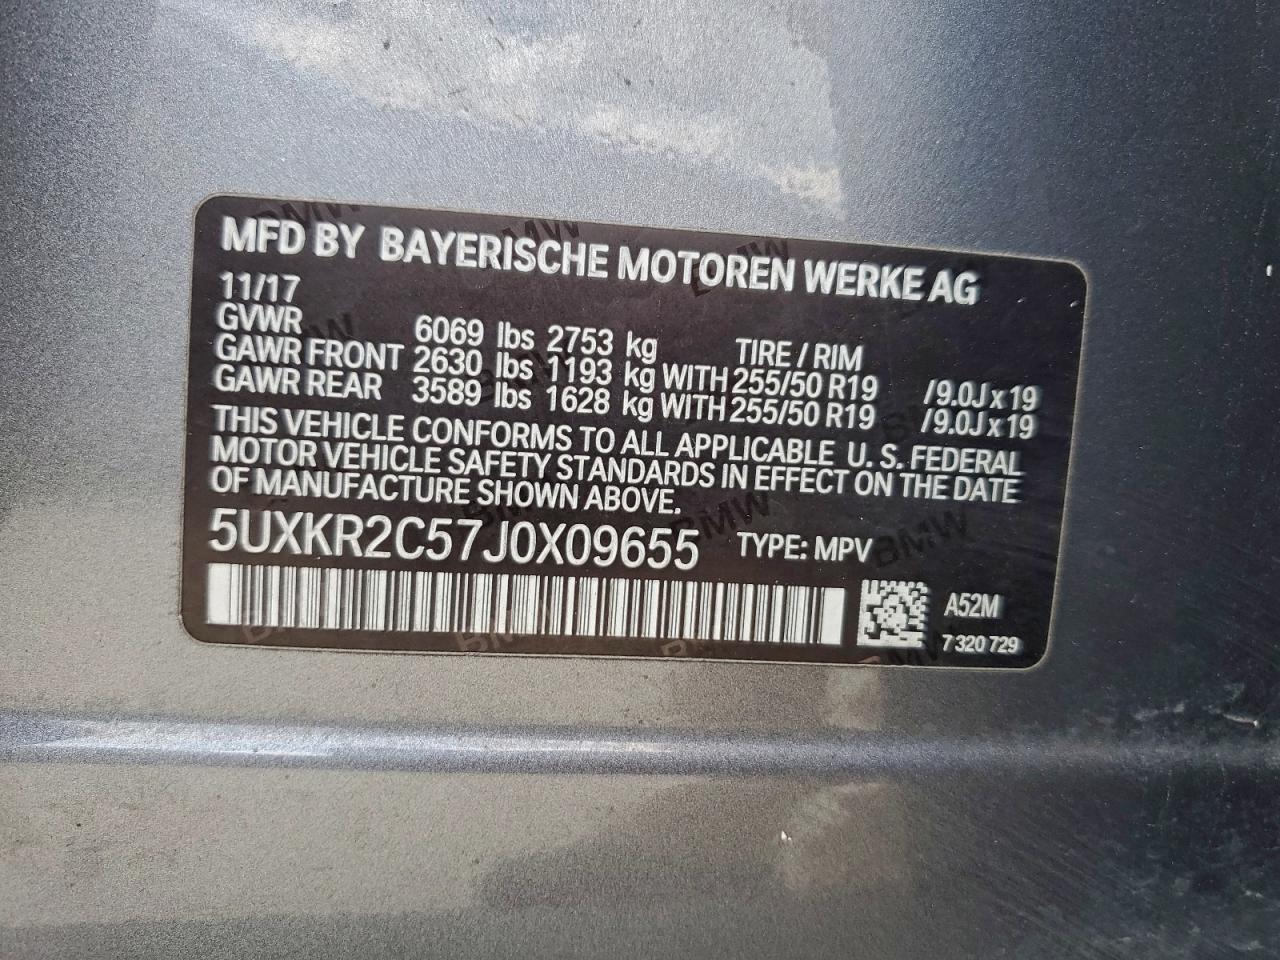 MFD BY BAYERISCHE MOTOREN WERKE AG
11/17
GVWR 6069 lbs 2753 kg TIRE / RIM
GAWR FRONT 2630 lbs 1193 kg WITH 255/50 R19 /9.0J x 19
GAWR REAR 3589 lbs 1628 kg WITH 255/50 R19 /9.0J x 19
THIS VEHICLE CONFORMS TO ALL APPLICABLE U. S. FEDERAL
MOTOR VEHICLE SAFETY STANDARDS IN EFFECT ON THE DATE
OF MANUFACTURE SHOWN ABOVE.
5UXKR2C57J0X09655 TYPE: MPV
A52M
7 320 729